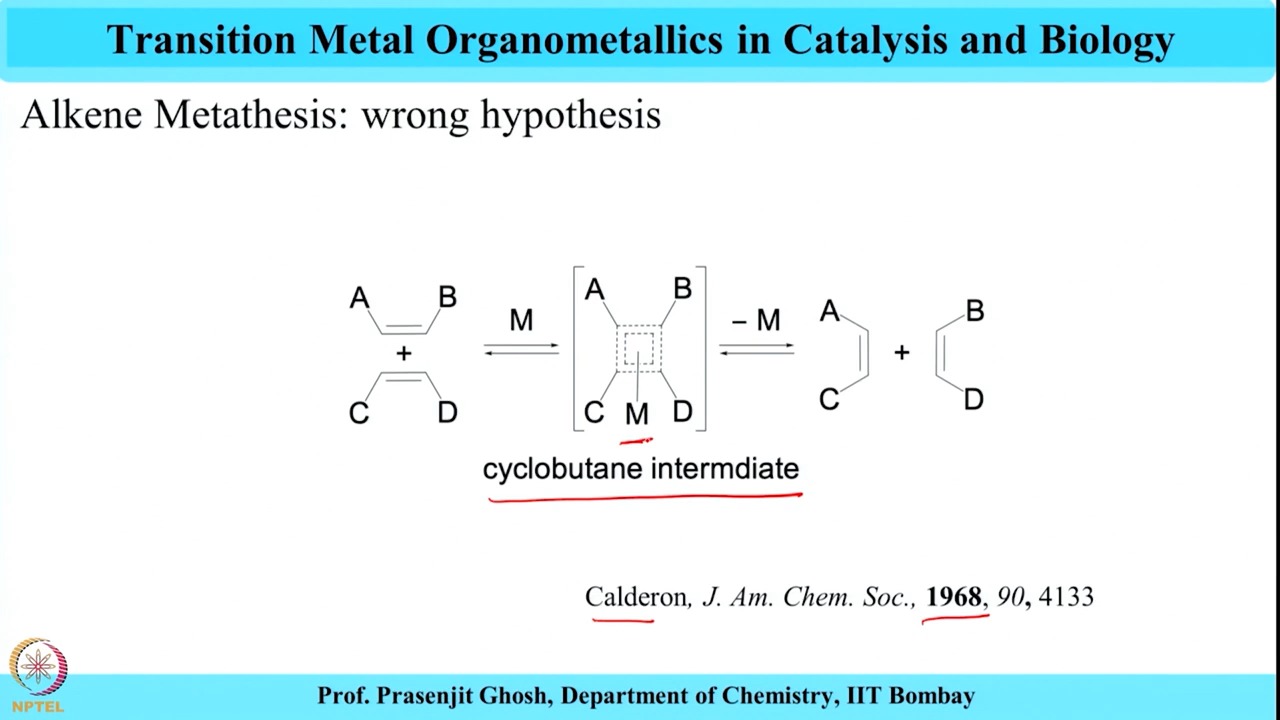 Transition Metal Organometallics in Catalysis and Biology
Alkene Metathesis: wrong hypothesis
A B
+
C D
M
A B
C M D
– M
A
C
+
B
D
cyclobutane intermdiate
Calderon, J. Am. Chem. Soc., 1968, 90, 4133
Prof. Prasenjit Ghosh, Department of Chemistry, IIT Bombay
NPTEL